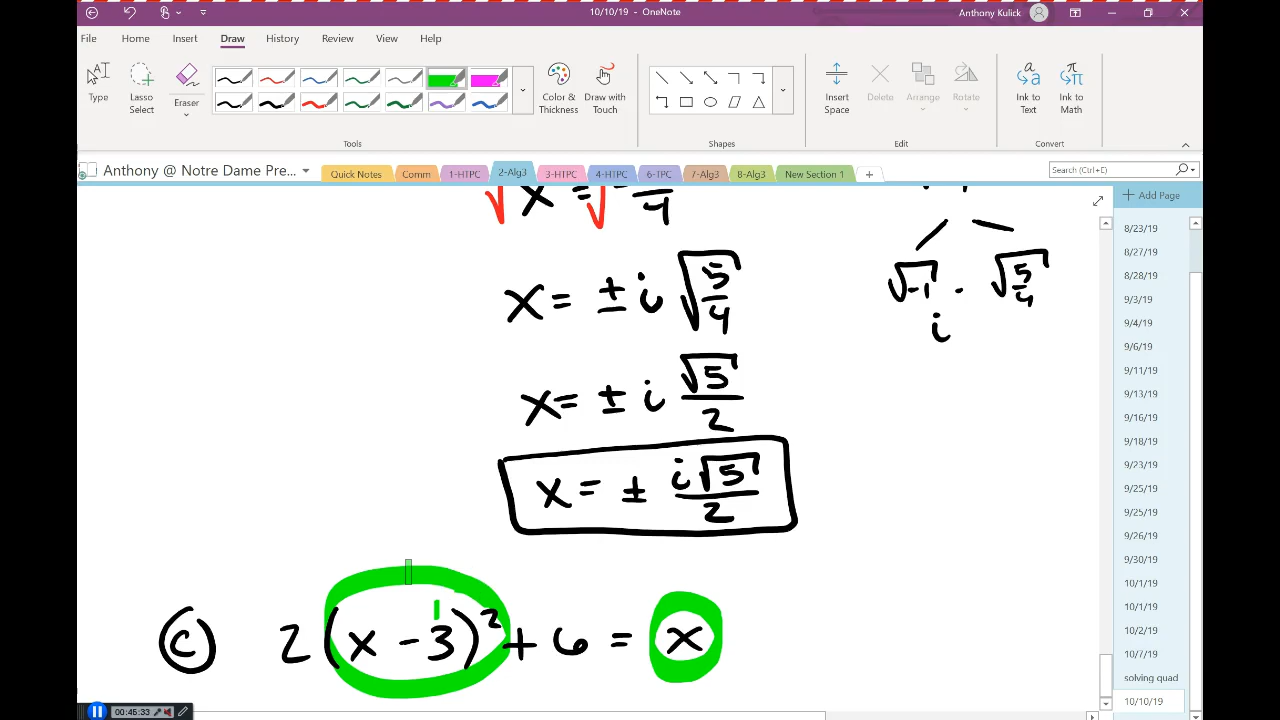 10/10/19 - OneNote
Anthony Kulick
File Home Insert Draw History Review View Help
Type
Lasso Select
Eraser
Color & Thickness
Draw with Touch
Insert Space
Delete
Arrange
Rotate
Ink to Text
Ink to Math
Tools
Shapes
Edit
Convert
Anthony @ Notre Dame Pre...
Quick Notes Comm 1-HTPC 2-Alg3 3-HTPC 4-HTPC 6-TPC 7-Alg3 8-Alg3 New Section 1
Search (Ctrl+E)
Add Page
8/23/19
8/27/19
8/28/19
9/3/19
9/4/19
9/6/19
9/11/19
9/13/19
9/16/19
9/18/19
9/23/19
9/25/19
9/25/19
9/26/19
9/30/19
10/1/19
10/1/19
10/2/19
10/7/19
solving quad
10/10/19
x = ± i √(5/4)
√-1 · √(5/4)
i
x = ± i √5/2
x = ± i√5/2
(c) 2(x - 3)² + 6 = x
00:45:33